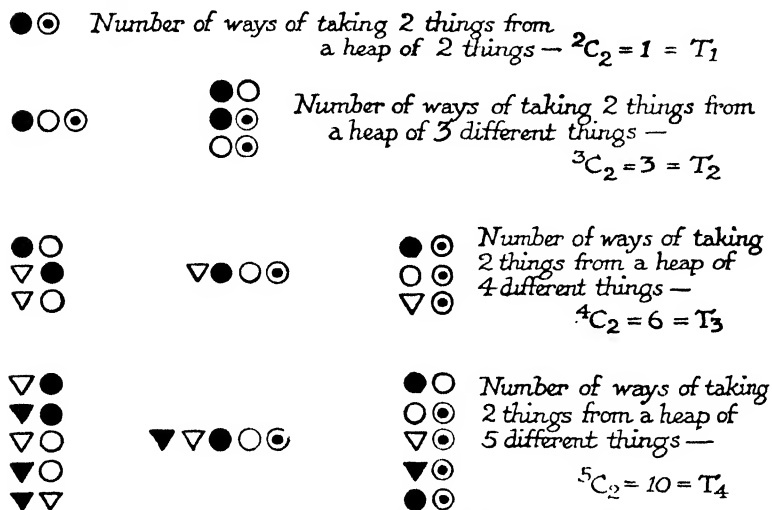 Number of ways of taking 2 things from
a heap of 2 things — ²C₂ = 1 = T₁
Number of ways of taking 2 things from
a heap of 3 different things —
³C₂ = 3 = T₂
Number of ways of taking
2 things from a heap of
4 different things —
⁴C₂ = 6 = T₃
Number of ways of taking
2 things from a heap of
5 different things —
⁵C₂ = 10 = T₄